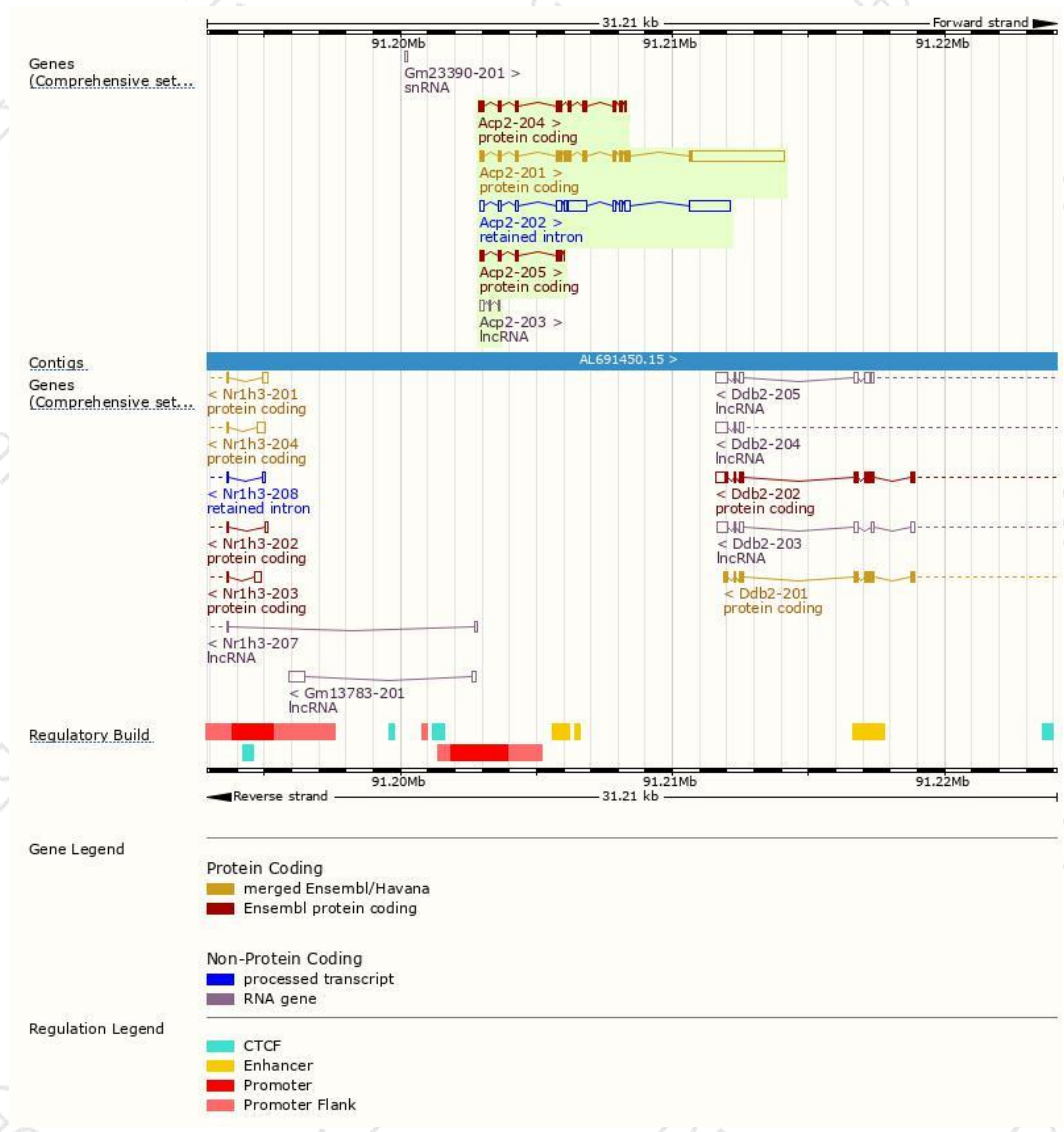 31.21 kb Forward strand
91.20Mb 91.21Mb 91.22Mb
Genes
(Comprehensive set...
Gm23390-201 >
snRNA
Acp2-204 >
protein coding
Acp2-201 >
protein coding
Acp2-202 >
retained intron
Acp2-205 >
protein coding
Acp2-203 >
lncRNA
Contigs
AL691450.15 >
Genes
(Comprehensive set...
< Nr1h3-201
protein coding
< Ddb2-205
lncRNA
< Nr1h3-204
protein coding
< Ddb2-204
lncRNA
< Nr1h3-208
retained intron
< Ddb2-202
protein coding
< Nr1h3-202
protein coding
< Ddb2-203
lncRNA
< Nr1h3-203
protein coding
< Ddb2-201
protein coding
< Nr1h3-207
lncRNA
< Gm13783-201
lncRNA
Regulatory Build
91.20Mb 91.21Mb 91.22Mb
Reverse strand 31.21 kb
Gene Legend
Protein Coding
merged Ensembl/Havana
Ensembl protein coding
Non-Protein Coding
processed transcript
RNA gene
Regulation Legend
CTCF
Enhancer
Promoter
Promoter Flank